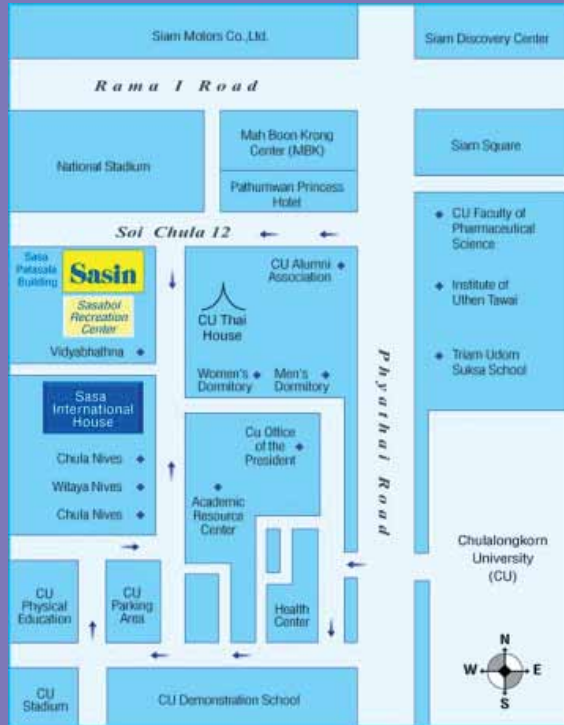 Siam Motors Co.,Ltd.
Siam Discovery Center
Rama I Road
National Stadium
Mah Boon Krong
Center (MBK)
Pathumwan Princess
Hotel
Siam Square
Soi Chula 12
CU Faculty of
Pharmaceutical
Science
Institute of
Uthen Tawai
Triam Udom
Suksa School
Sasa
Patasala
Building
Sasin
Sasabol
Recreation
Center
Vidyabhathna
CU Alumni
Association
CU Thai
House
Women's
Dormitory
Men's
Dormitory
Phyathai Road
Sasa
International
House
Chula Nives
Witaya Nives
Chula Nives
Cu Office
of the
President
Academic
Resource
Center
Chulalongkorn
University
(CU)
CU
Physical
Education
CU
Parking
Area
Health
Center
CU
Stadium
CU Demonstration School
N
W
E
S